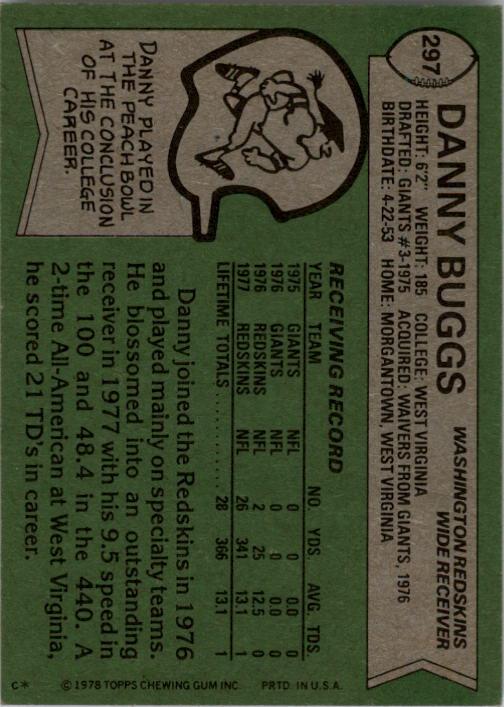 297
DANNY BUGGS
WASHINGTON REDSKINS
WIDE RECEIVER
HEIGHT: 6'2" WEIGHT: 185 COLLEGE: WEST VIRGINIA
DRAFTED: GIANTS #3-1975 ACQUIRED: WAIVERS FROM GIANTS, 1976
BIRTHDATE: 4-22-53 HOME: MORGANTOWN, WEST VIRGINIA
DANNY PLAYED IN
THE PEACH BOWL
AT THE CONCLUSION
OF HIS COLLEGE
CAREER.
RECEIVING RECORD
YEAR TEAM NO. YDS. AVG. TDS.
1975 GIANTS NFL 0 0 0.0 0
1976 GIANTS NFL 0 0 0.0 0
1976 REDSKINS NFL 2 25 12.5 0
1977 REDSKINS NFL 26 341 13.1 1
LIFETIME TOTALS .......... 28 366 13.1 1
Danny joined the Redskins in 1976
and played mainly on specialty teams.
He blossomed into an outstanding
receiver in 1977 with his 9.5 speed in
the 100 and 48.4 in the 440. A
2-time All-American at West Virginia,
he scored 21 TD's in career.
C* © 1978 TOPPS CHEWING GUM INC. PRTD. IN U.S.A.